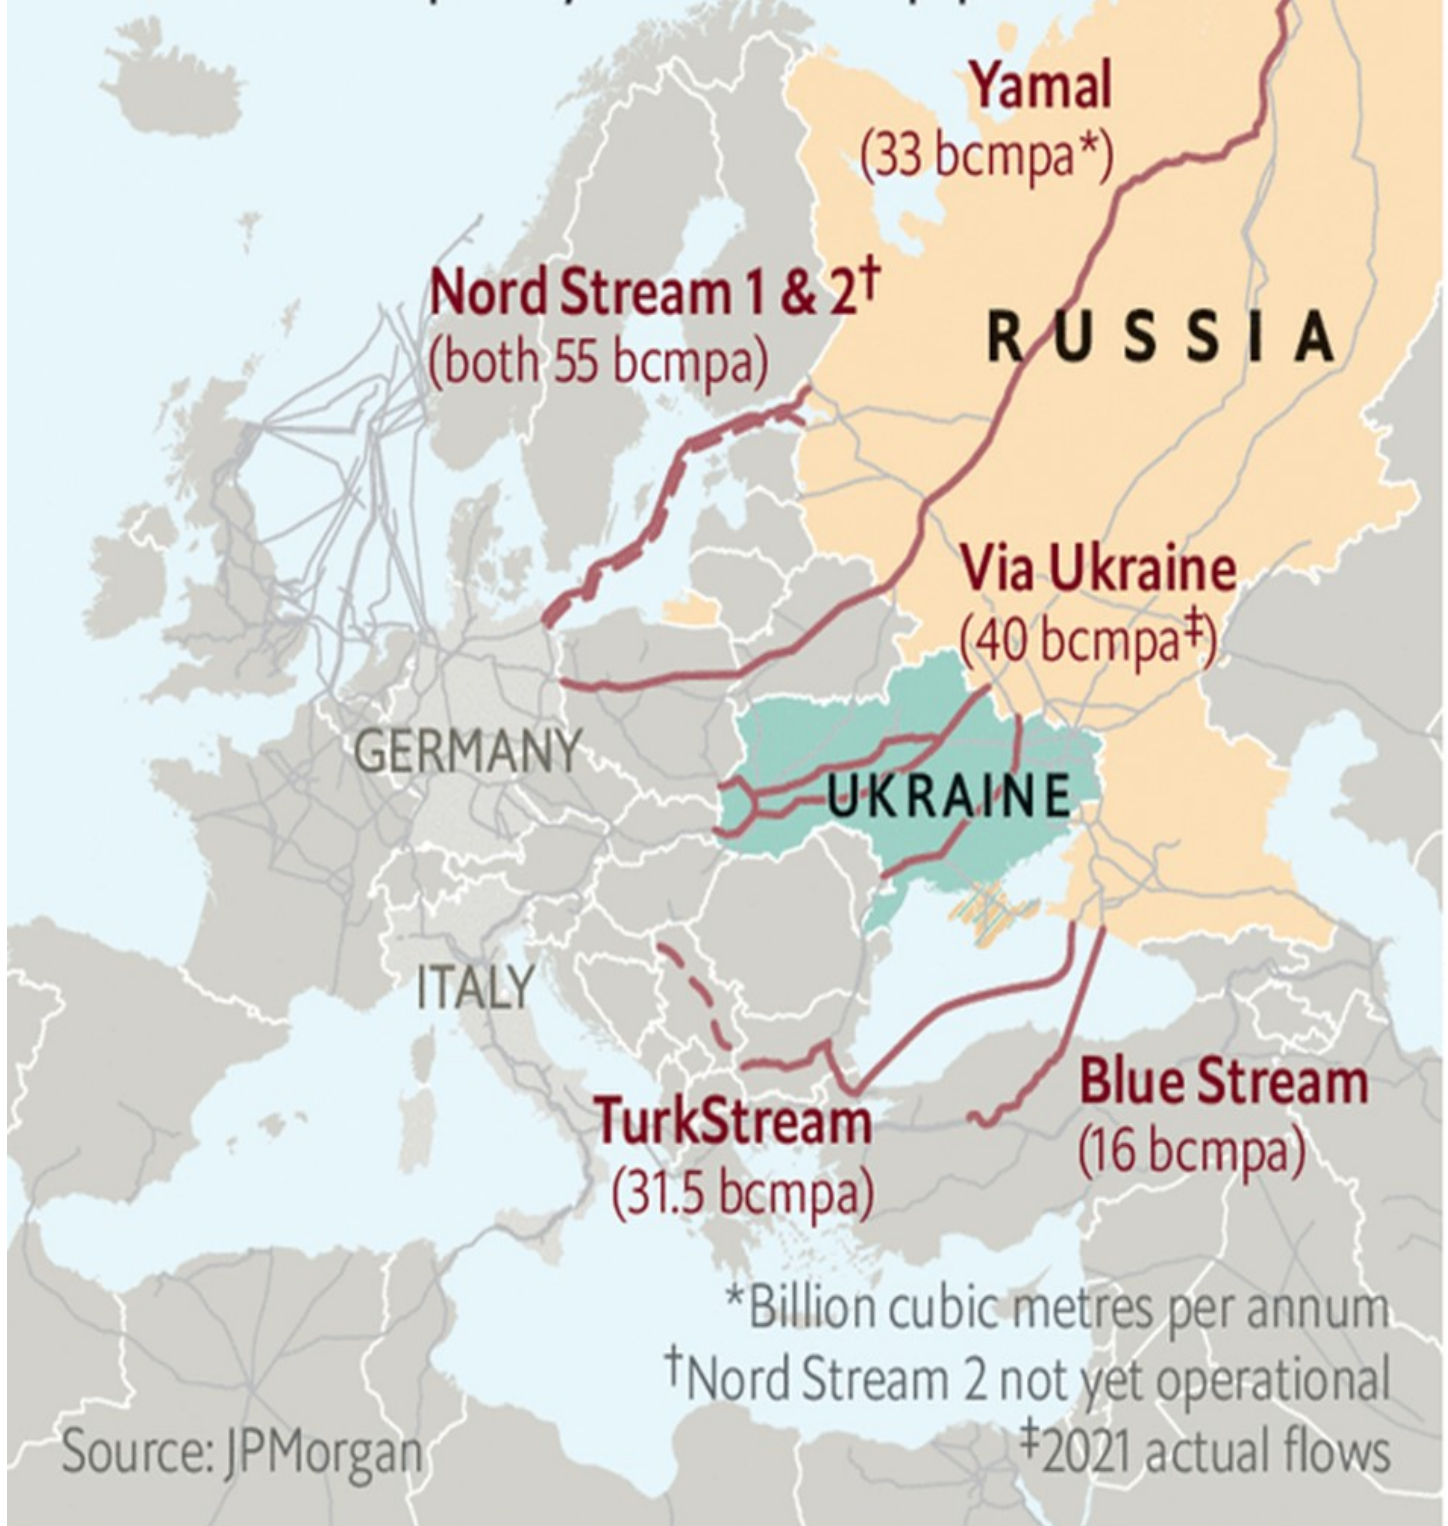 Yamal
(33 bcmpa*)
Nord Stream 1 & 2†
(both 55 bcmpa)
RUSSIA
Via Ukraine
(40 bcmpa‡)
GERMANY
UKRAINE
ITALY
Blue Stream
(16 bcmpa)
TurkStream
(31.5 bcmpa)
*Billion cubic metres per annum
†Nord Stream 2 not yet operational
‡2021 actual flows
Source: JPMorgan